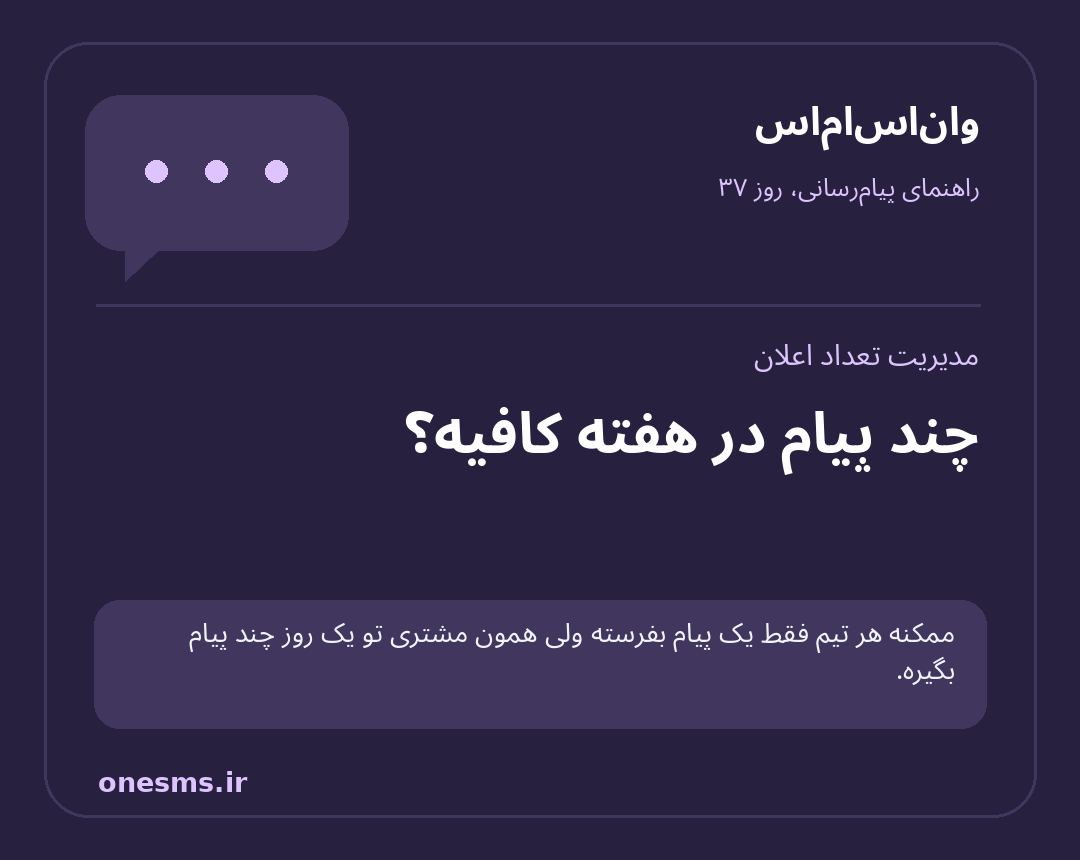 وان‌اس‌ام‌اس
راهنمای پیام‌رسانی، روز ۳۷
مدیریت تعداد اعلان
چند پیام در هفته کافیه؟
ممکنه هر تیم فقط یک پیام بفرسته ولی همون مشتری تو یک روز چند پیام
بگیره.
onesms.ir